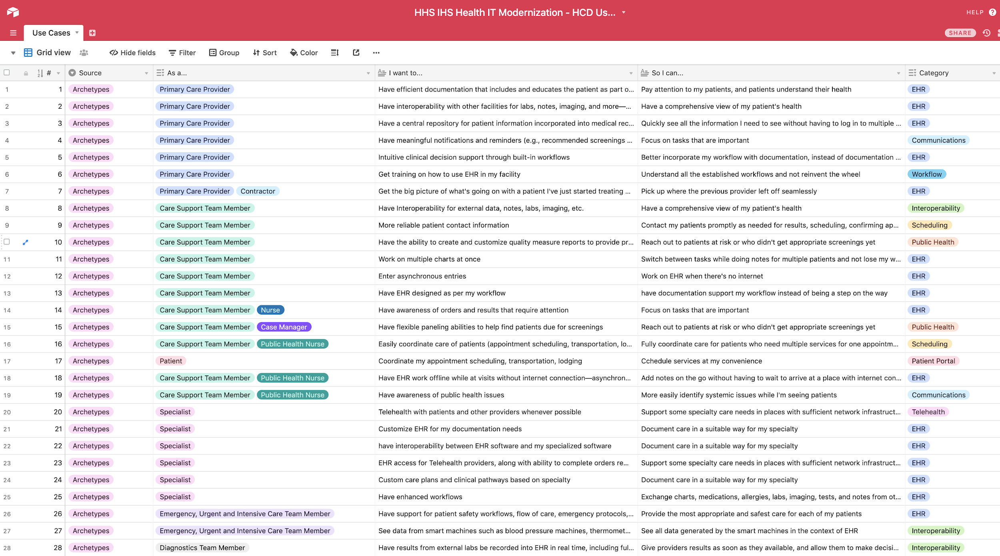 HHS IHS Health IT Modernization - HCD Us...
HELP ?
Use Cases
SHARE
Grid view Hide fields Filter Group Sort Color ...
# Source As a... I want to... So I can... Category
1 1 Archetypes Primary Care Provider Have efficient documentation that includes and educates the patient as part o... Pay attention to my patients, and patients understand their health EHR
2 2 Archetypes Primary Care Provider Have interoperability with other facilities for labs, notes, imaging, and more—... Have a comprehensive view of my patient's health EHR
3 3 Archetypes Primary Care Provider Have a central repository for patient information incorporated into medical rec... Quickly see all the information I need to see without having to log in to multiple ... EHR
4 4 Archetypes Primary Care Provider Have meaningful notifications and reminders (e.g., recommended screenings ... Focus on tasks that are important Communications
5 5 Archetypes Primary Care Provider Intuitive clinical decision support through built-in workflows Better incorporate my workflow with documentation, instead of documentation ... EHR
6 6 Archetypes Primary Care Provider Get training on how to use EHR in my facility Understand all the established workflows and not reinvent the wheel Workflow
7 7 Archetypes Primary Care Provider Contractor Get the big picture of what's going on with a patient I've just started treating ... Pick up where the previous provider left off seamlessly EHR
8 8 Archetypes Care Support Team Member Have Interoperability for external data, notes, labs, imaging, etc. Have a comprehensive view of my patient's health Interoperability
9 9 Archetypes Care Support Team Member More reliable patient contact information Contact my patients promptly as needed for results, scheduling, confirming ap... Scheduling
10 Archetypes Care Support Team Member Have the ability to create and customize quality measure reports to provide pr... Reach out to patients at risk or who didn't get appropriate screenings yet Public Health
11 11 Archetypes Care Support Team Member Work on multiple charts at once Switch between tasks while doing notes for multiple patients and not lose my w... EHR
12 12 Archetypes Care Support Team Member Enter asynchronous entries Work on EHR when there's no internet EHR
13 13 Archetypes Care Support Team Member Have EHR designed as per my workflow have documentation support my workflow instead of being a step on the way EHR
14 14 Archetypes Care Support Team Member Nurse Have awareness of orders and results that require attention Focus on tasks that are important EHR
15 15 Archetypes Care Support Team Member Case Manager Have flexible paneling abilities to help find patients due for screenings Reach out to patients at risk or who didn't get appropriate screenings yet Public Health
16 16 Archetypes Care Support Team Member Public Health Nurse Easily coordinate care of patients (appointment scheduling, transportation, lo... Fully coordinate care for patients who need multiple services for one appointm... Scheduling
17 17 Archetypes Patient Coordinate my appointment scheduling, transportation, lodging Cchedule services at my convenience Patient Portal
18 18 Archetypes Care Support Team Member Public Health Nurse Have EHR work offline while at visits without internet connection—asynchron... Add notes on the go without having to wait to arrive at a place with internet con... EHR
19 19 Archetypes Care Support Team Member Public Health Nurse Have awareness of public health issues More easily identify systemic issues while I'm seeing patients Communications
20 20 Archetypes Specialist Telehealth with patients and other providers whenever possible Support some specialty care needs in places with sufficient network infrastruct... Telehealth
21 21 Archetypes Specialist Customize EHR for my documentation needs Document care in a suitable way for my specialty EHR
22 22 Archetypes Specialist have interoperability between EHR software and my specialized software Document care in a suitable way for my specialty EHR
23 23 Archetypes Specialist EHR access for Telehealth providers, along with ability to complete orders re... Support some specialty care needs in places with sufficient network infrastruct... EHR
24 24 Archetypes Specialist Custom care plans and clinical pathways based on specialty Document care in a suitable way for my specialty EHR
25 25 Archetypes Specialist Have enhanced workflows Exchange charts, medications, allergies, labs, imaging, tests, and notes from ot... EHR
26 26 Archetypes Emergency, Urgent and Intensive Care Team Member Have support for patient safety workflows, flow of care, emergency protocols,... Provide the most appropriate and safest care for each of my patients EHR
27 27 Archetypes Emergency, Urgent and Intensive Care Team Member See data from smart machines such as blood pressure machines, thermomet... See all data generated by the smart machines in the context of EHR Interoperability
28 28 Archetypes Diagnostics Team Member Have results from external labs be recorded into EHR in real time, including ful... Give providers results as soon as they available, and allow them to make decisi... Interoperability